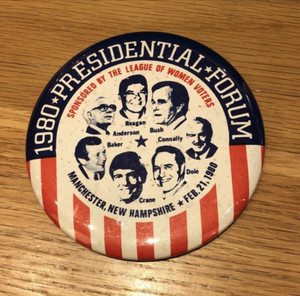 1980★PRESIDENTIAL★FORUM
SPONSORED BY THE LEAGUE OF WOMEN VOTERS
Reagan
Anderson Bush
Baker Connally
Dole
Crane
MANCHESTER, NEW HAMPSHIRE ★ FEB. 21, 1980